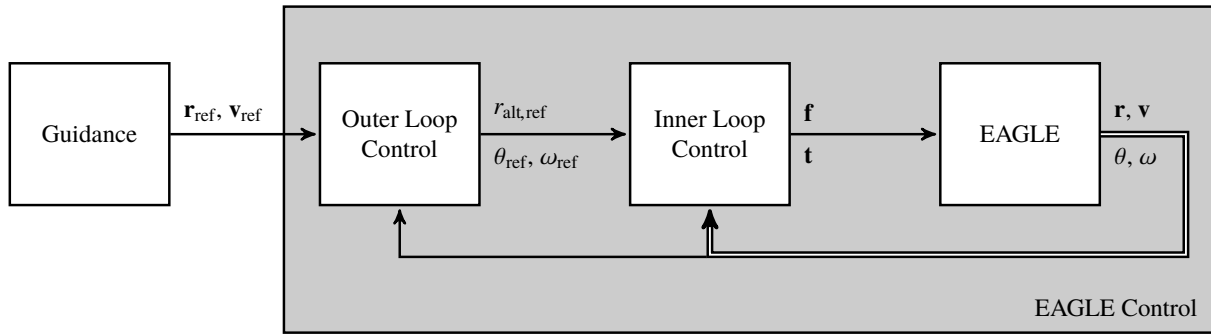 Guidance
r_ref, v_ref
Outer Loop
Control
r_alt,ref
θ_ref, ω_ref
Inner Loop
Control
f
t
EAGLE
r, v
θ, ω
EAGLE Control